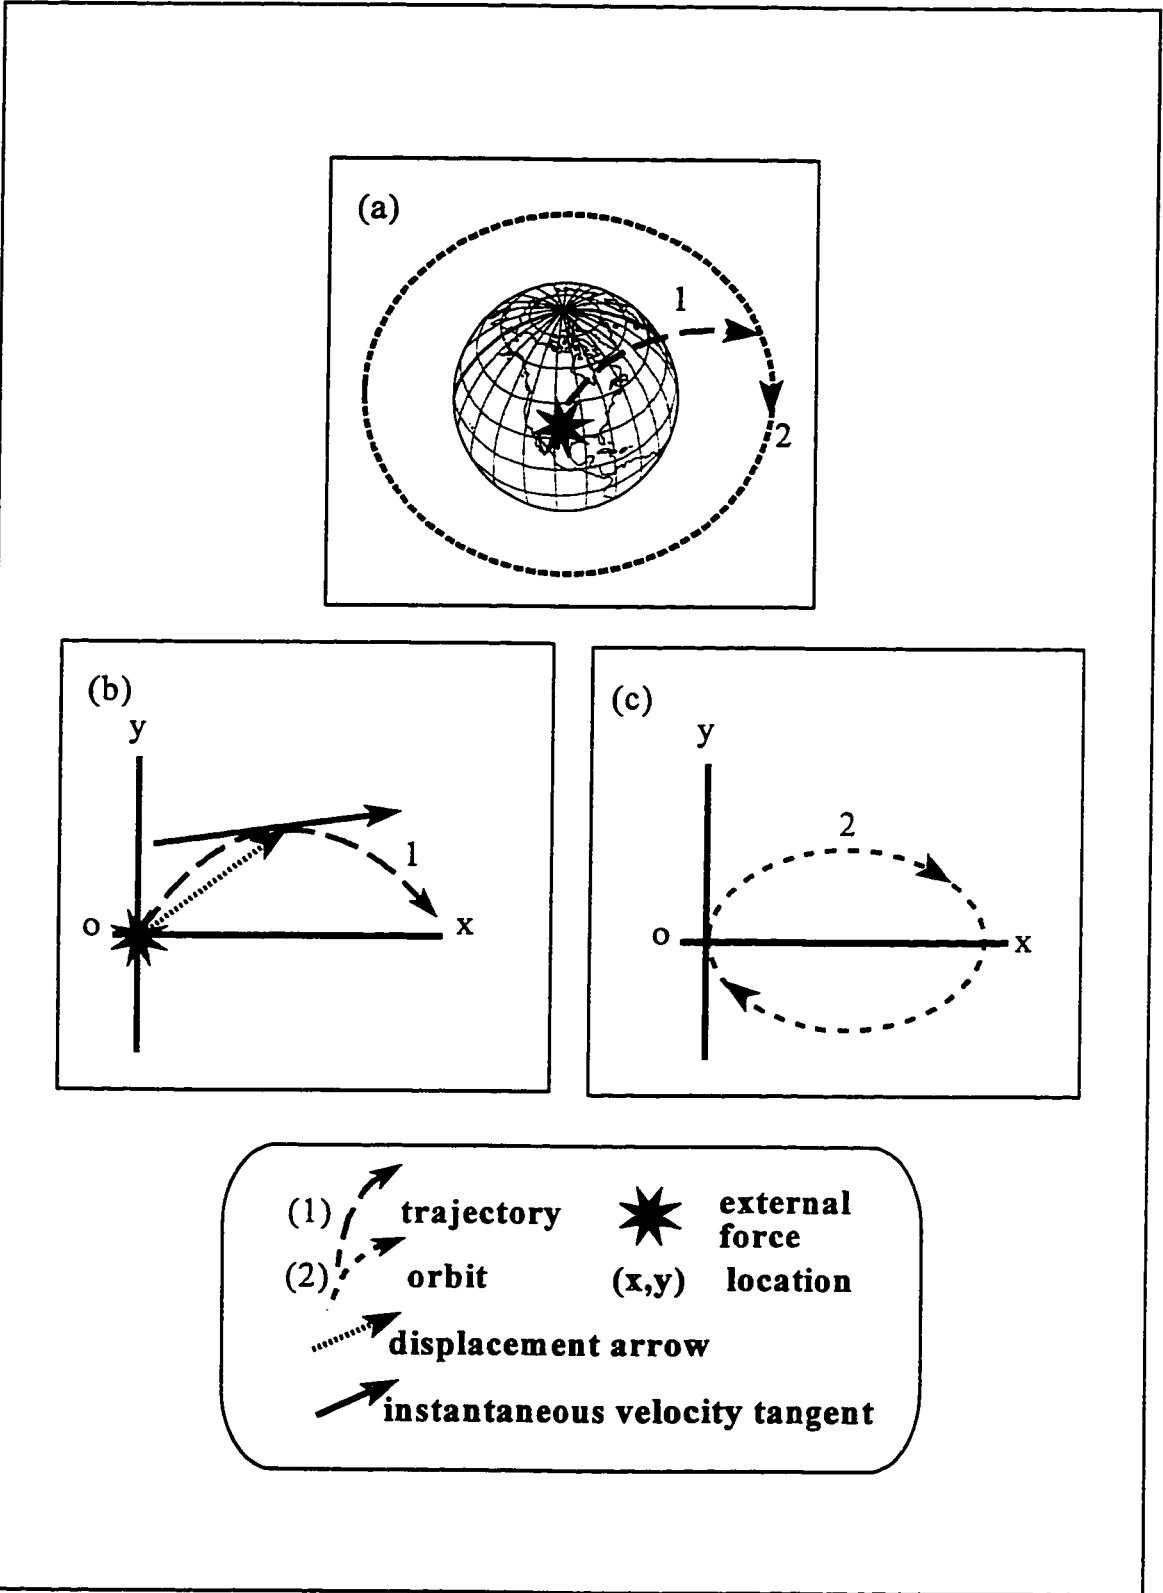 (a)
1
2
(b)
y
1
o
x
(c)
y
2
o
x
(1) trajectory
external
force
(2) orbit
(x,y) location
displacement arrow
instantaneous velocity tangent